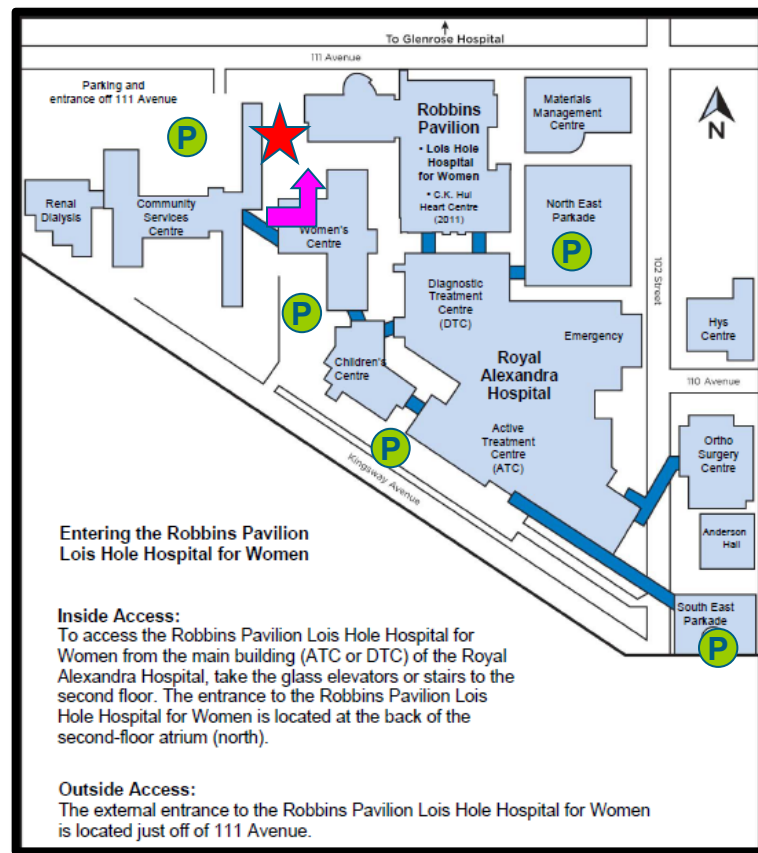 To Glenrose Hospital
111 Avenue
Parking and
entrance off 111 Avenue
P
Robbins
Pavilion
• Lois Hole
Hospital
for Women
• C.K. Hui
Heart Centre
(2011)
Materials
Management
Centre
N
Renal
Dialysis
Community
Services
Centre
Women's
Centre
North East
Parkade
P
102 Street
Diagnostic
Treatment
Centre
(DTC)
P
Emergency
Hys
Centre
Children's
Centre
Royal
Alexandra
Hospital
110 Avenue
Active
Treatment
Centre
(ATC)
P
Kingsway Avenue
Ortho
Surgery
Centre
Anderson
Hall
South East
Parkade
P
Entering the Robbins Pavilion
Lois Hole Hospital for Women
Inside Access:
To access the Robbins Pavilion Lois Hole Hospital for
Women from the main building (ATC or DTC) of the Royal
Alexandra Hospital, take the glass elevators or stairs to the
second floor. The entrance to the Robbins Pavilion Lois
Hole Hospital for Women is located at the back of the
second-floor atrium (north).
Outside Access:
The external entrance to the Robbins Pavilion Lois Hole Hospital for Women
is located just off of 111 Avenue.